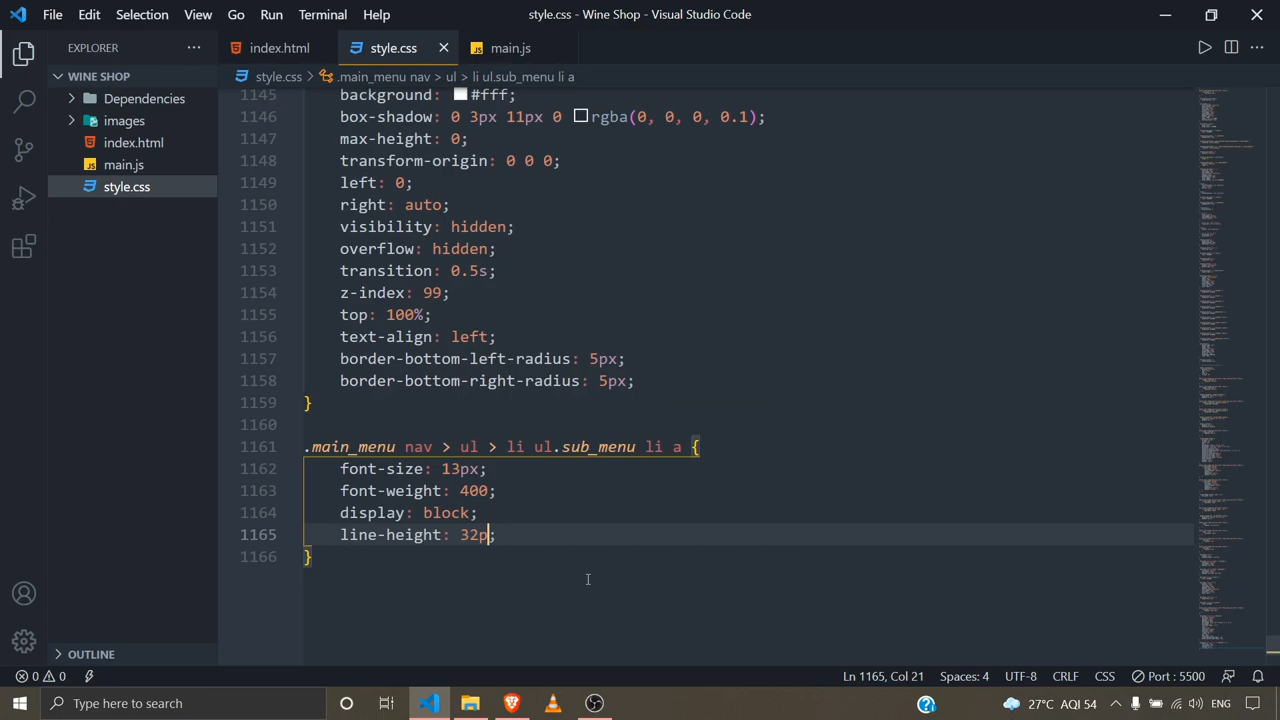 File Edit Selection View Go Run Terminal Help style.css - Wine Shop - Visual Studio Code
EXPLORER ··· index.html style.css main.js
WINE SHOP style.css > .main_menu nav > ul > li ul.sub_menu li a
Dependencies
images
index.html
main.js
style.css
1145 background: #fff;
1146 box-shadow: 0 3px 11px 0 rgba(0, 0, 0, 0.1);
1147 max-height: 0;
1148 transform-origin: 0 0 0;
1149 left: 0;
1150 right: auto;
1151 visibility: hidden;
1152 overflow: hidden;
1153 transition: 0.5s;
1154 z-index: 99;
1155 top: 100%;
1156 text-align: left;
1157 border-bottom-left-radius: 5px;
1158 border-bottom-right-radius: 5px;
1159 }
1160
1161 .main_menu nav > ul > li ul.sub_menu li a {
1162 font-size: 13px;
1163 font-weight: 400;
1164 display: block;
1165 line-height: 32p;
1166 }
OUTLINE
0 0 Ln 1165, Col 21 Spaces: 4 UTF-8 CRLF CSS Port : 5500
Type here to search 27°C AQI 54 ENG